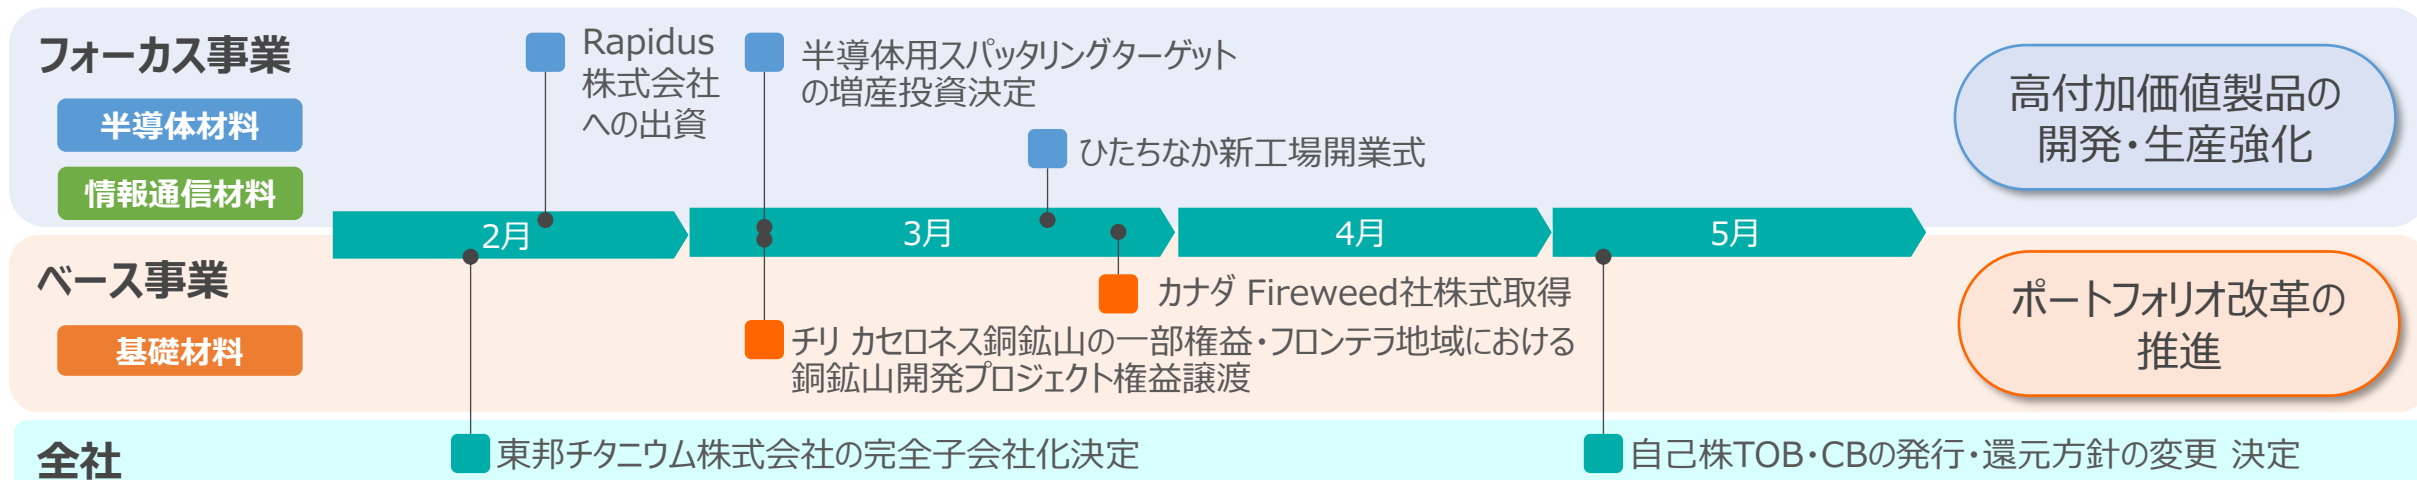 フォーカス事業
半導体材料
情報通信材料
Rapidus
株式会社
への出資
半導体用スパッタリングターゲット
の増産投資決定
ひたちなか新工場開業式
高付加価値製品の
開発・生産強化
2月
3月
4月
5月
ベース事業
基礎材料
カナダ Fireweed社株式取得
チリ カセロネス銅鉱山の一部権益・フロンテラ地域における
銅鉱山開発プロジェクト権益譲渡
ポートフォリオ改革の
推進
全社
東邦チタニウム株式会社の完全子会社化決定
自己株TOB・CBの発行・還元方針の変更 決定